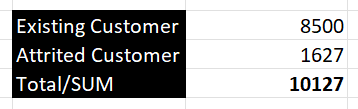 Existing Customer 8500
Attrited Customer 1627
Total/SUM 10127